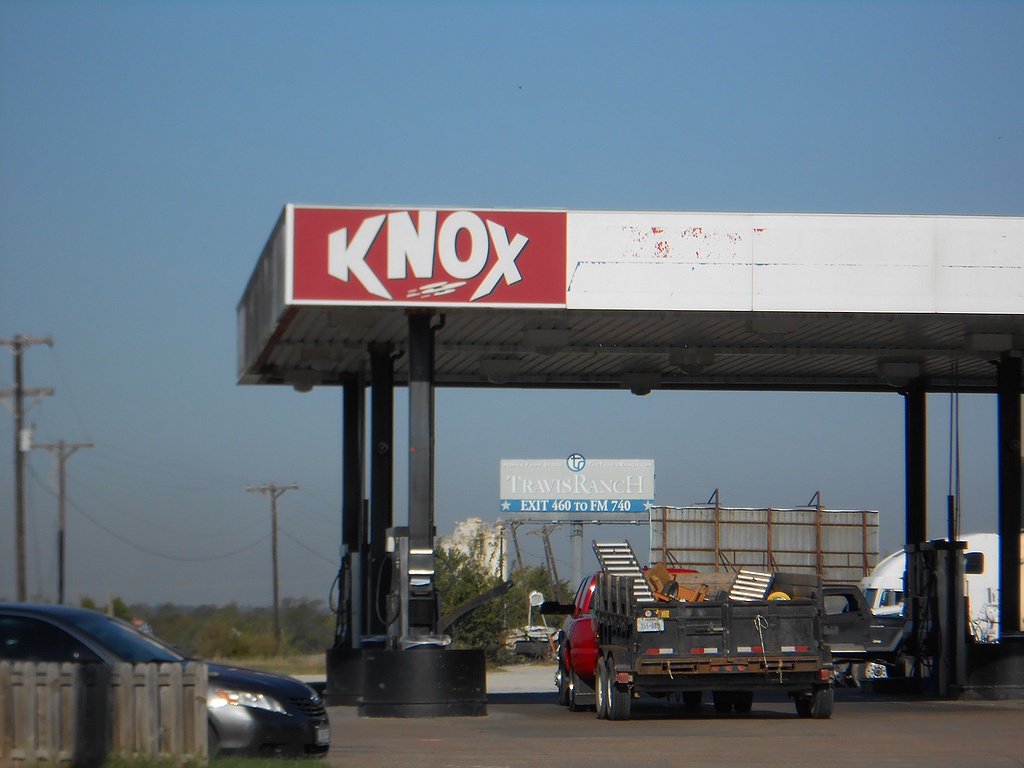 KNOX
TRAVIS RANCH
EXIT 460 TO FM 740